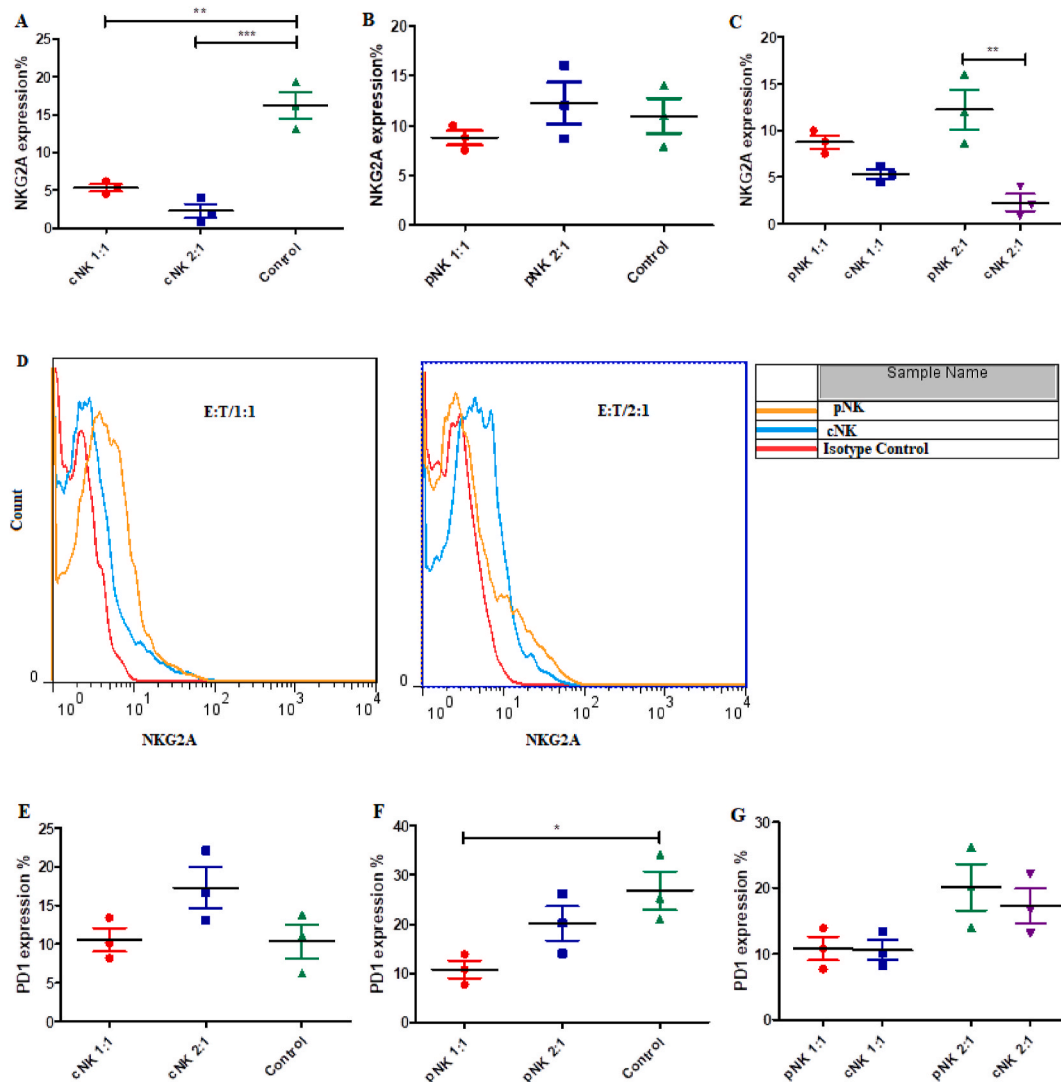 A
**
***
NKG2A expression%
25
20
15
10
5
0
cNK 1:1
cNK 2:1
Control
B
NKG2A expression%
20
15
10
5
0
pNK 1:1
pNK 2:1
Control
C
**
NKG2A expression%
20
15
10
5
0
pNK 1:1
cNK 1:1
pNK 2:1
cNK 2:1
D
E:T/1:1
Count
0
10^0
10^1
10^2
10^3
10^4
NKG2A
E:T/2:1
0
10^0
10^1
10^2
10^3
10^4
NKG2A
Sample Name
pNK
cNK
Isotype Control
E
PD1 expression %
25
20
15
10
5
0
cNK 1:1
cNK 2:1
Control
F
*
PD1 expression %
40
30
20
10
0
pNK 1:1
pNK 2:1
Control
G
PD1 expression %
30
20
10
0
pNK 1:1
cNK 1:1
pNK 2:1
cNK 2:1